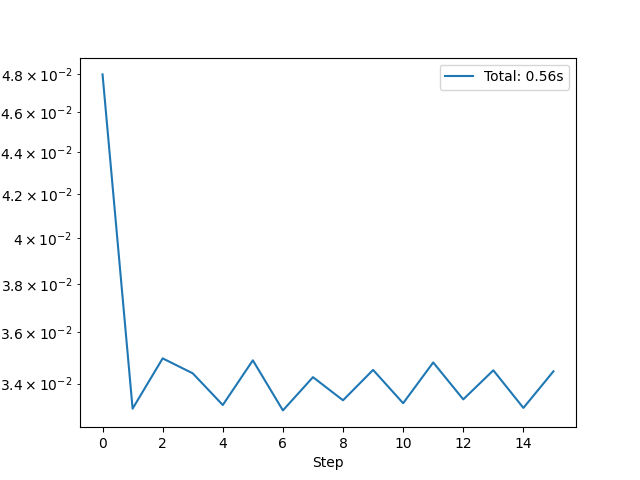 Total: 0.56s
4.8 × 10⁻²
4.6 × 10⁻²
4.4 × 10⁻²
4.2 × 10⁻²
4 × 10⁻²
3.8 × 10⁻²
3.6 × 10⁻²
3.4 × 10⁻²
0 2 4 6 8 10 12 14
Step